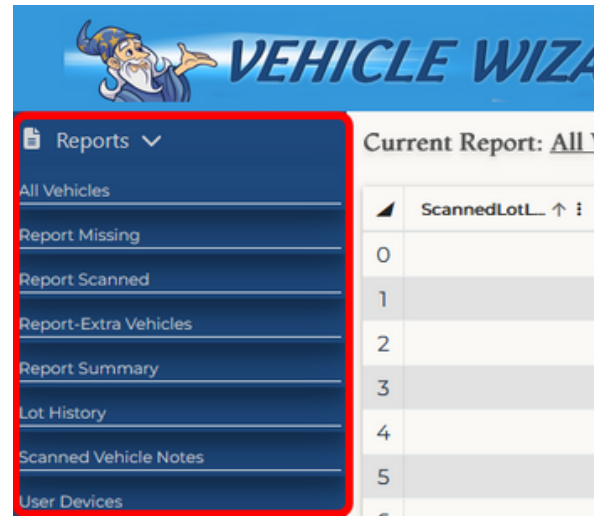 VEHICLE WIZA
Reports
Current Report: All
All Vehicles
ScannedLotL...
Report Missing
0
Report Scanned
1
Report-Extra Vehicles
2
Report Summary
3
Lot History
4
Scanned Vehicle Notes
5
User Devices